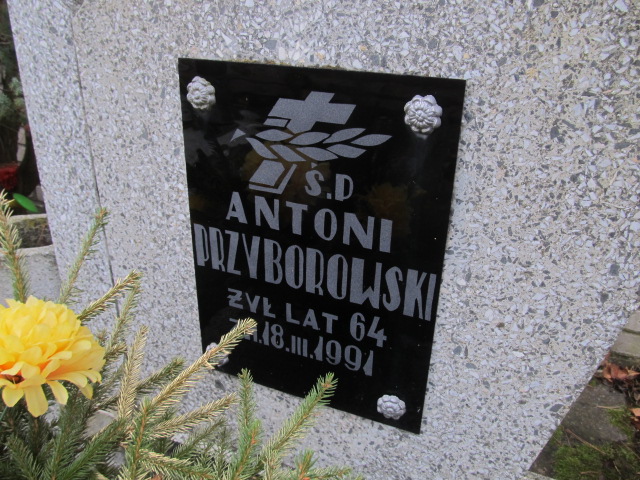 Ś.P
ANTONI
PRZYBOROWSKI
ŻYŁ LAT 64
18.III.1991